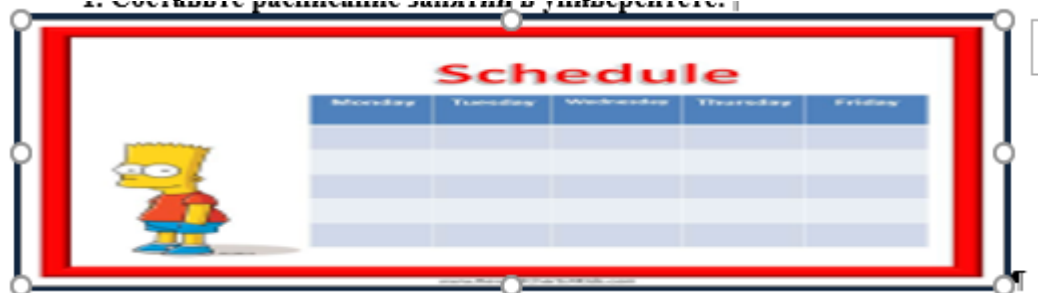 1. Составьте расписание занятий в университете.
Schedule
Monday Tuesday Wednesday Thursday Friday